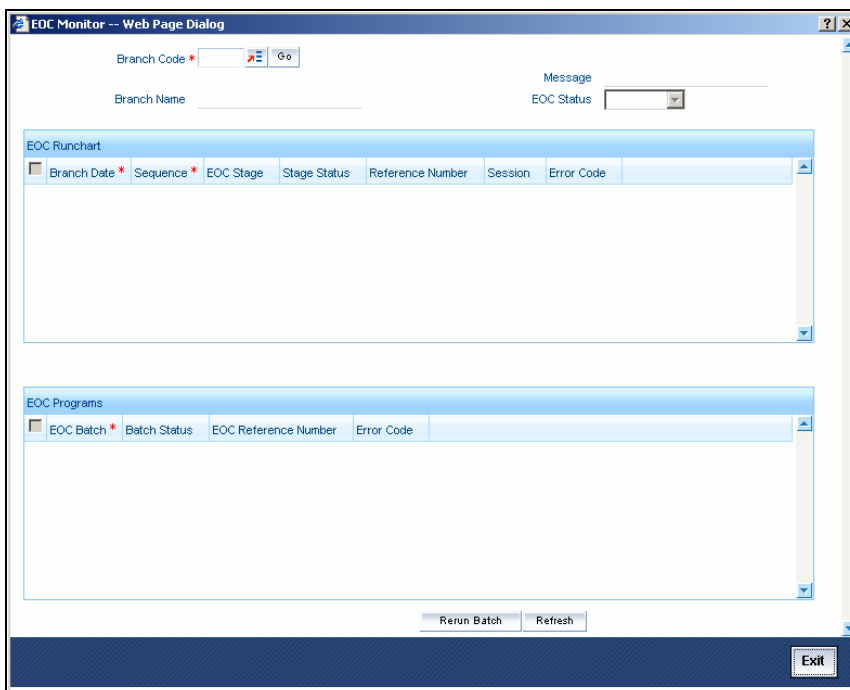 EOC Monitor -- Web Page Dialog
Branch Code * Go
Message
Branch Name EOC Status
EOC Runchart
Branch Date * Sequence * EOC Stage Stage Status Reference Number Session Error Code
EOC Programs
EOC Batch * Batch Status EOC Reference Number Error Code
Rerun Batch Refresh
Exit